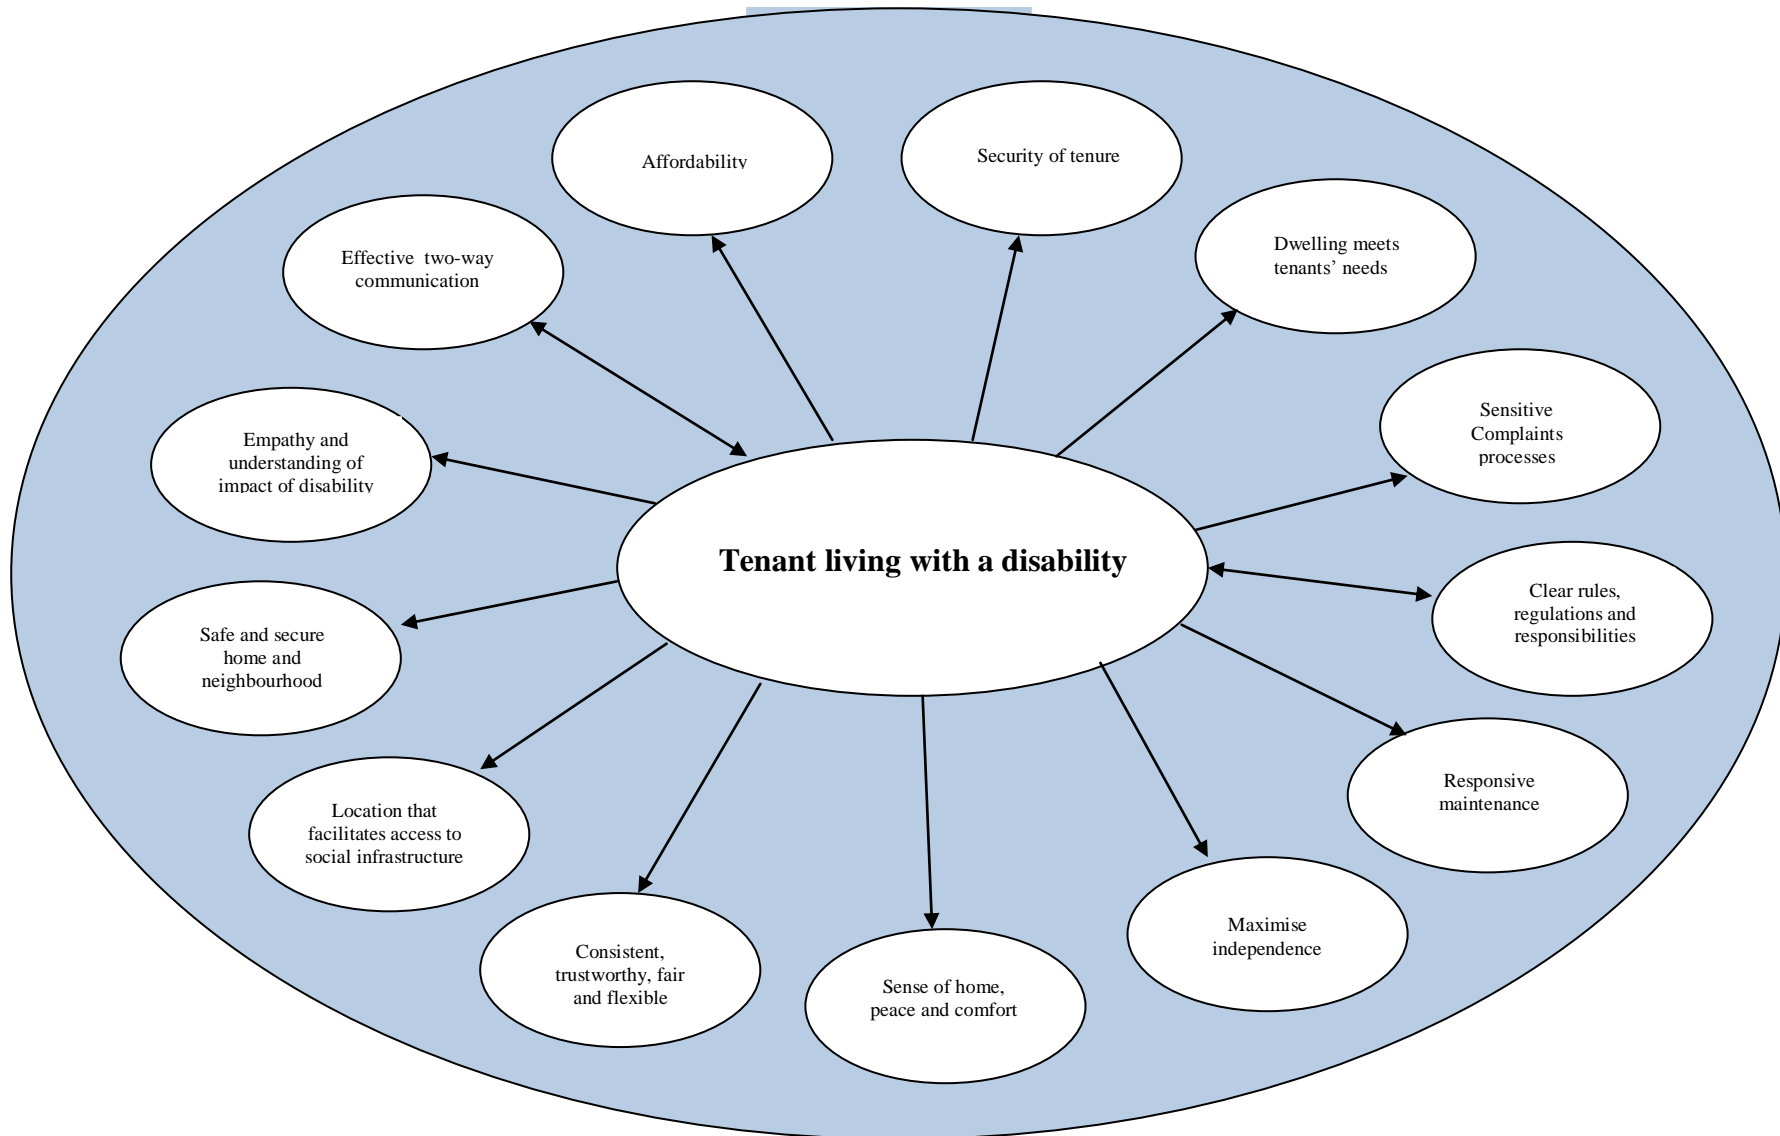 Affordability
Security of tenure
Effective two-way
communication
Dwelling meets
tenants’ needs
Sensitive
Complaints
processes
Empathy and
understanding of
impact of disability
Tenant living with a disability
Clear rules,
regulations and
responsibilities
Safe and secure
home and
neighbourhood
Responsive
maintenance
Location that
facilitates access to
social infrastructure
Maximise
independence
Consistent,
trustworthy, fair
and flexible
Sense of home,
peace and comfort